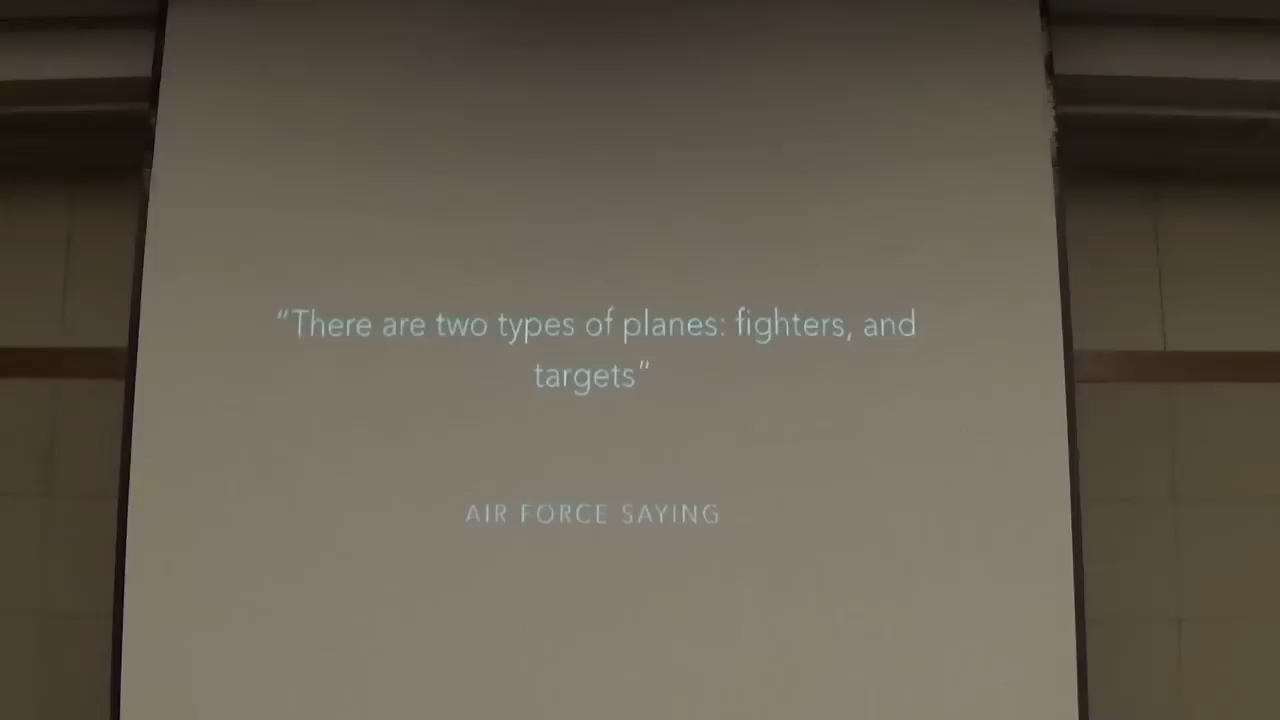 “There are two types of planes: fighters, and
targets”
AIR FORCE SAYING